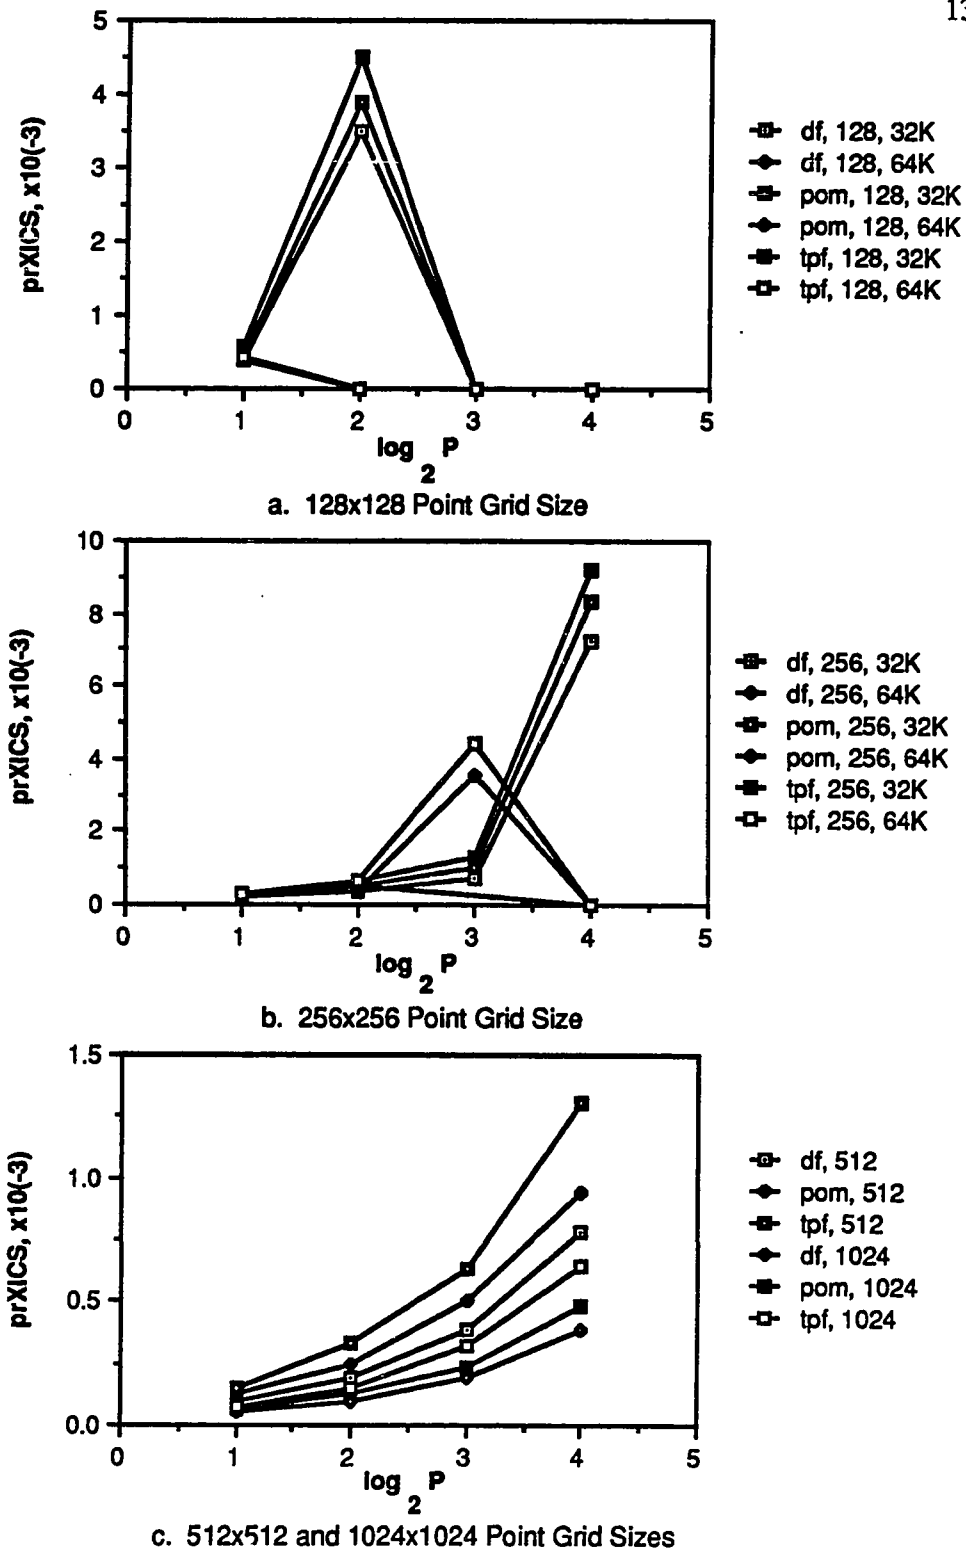 13
5
4
3
2
1
0
prXICS, x10(-3)
0 1 2 3 4 5
log 2 P
df, 128, 32K
df, 128, 64K
pom, 128, 32K
pom, 128, 64K
tpf, 128, 32K
tpf, 128, 64K
a. 128x128 Point Grid Size
10
8
6
4
2
0
prXICS, x10(-3)
0 1 2 3 4 5
log 2 P
df, 256, 32K
df, 256, 64K
pom, 256, 32K
pom, 256, 64K
tpf, 256, 32K
tpf, 256, 64K
b. 256x256 Point Grid Size
1.5
1.0
0.5
0.0
prXICS, x10(-3)
0 1 2 3 4 5
log 2 P
df, 512
pom, 512
tpf, 512
df, 1024
pom, 1024
tpf, 1024
c. 512x512 and 1024x1024 Point Grid Sizes